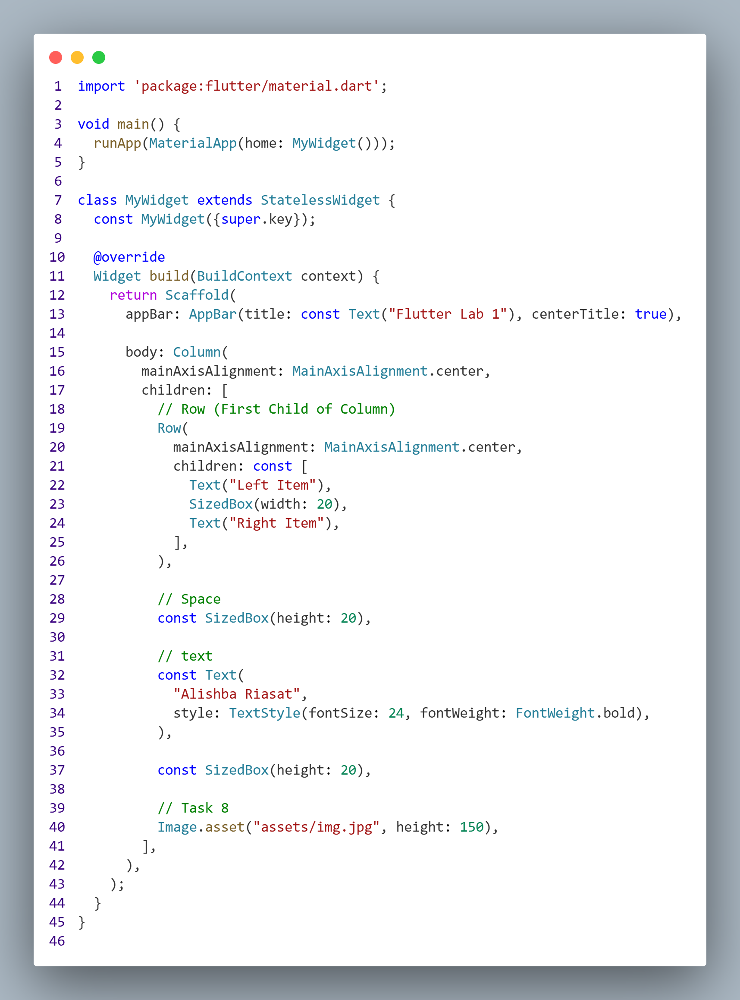 1 import 'package:flutter/material.dart';
2
3 void main() {
4   runApp(MaterialApp(home: MyWidget()));
5 }
6
7 class MyWidget extends StatelessWidget {
8   const MyWidget({super.key});
9
10   @override
11   Widget build(BuildContext context) {
12     return Scaffold(
13       appBar: AppBar(title: const Text("Flutter Lab 1"), centerTitle: true),
14
15       body: Column(
16         mainAxisAlignment: MainAxisAlignment.center,
17         children: [
18           // Row (First Child of Column)
19           Row(
20             mainAxisAlignment: MainAxisAlignment.center,
21             children: const [
22               Text("Left Item"),
23               SizedBox(width: 20),
24               Text("Right Item"),
25             ],
26           ),
27
28           // Space
29           const SizedBox(height: 20),
30
31           // text
32           const Text(
33             "Alishba Riasat",
34             style: TextStyle(fontSize: 24, fontWeight: FontWeight.bold),
35           ),
36
37           const SizedBox(height: 20),
38
39           // Task 8
40           Image.asset("assets/img.jpg", height: 150),
41         ],
42       ),
43     );
44   }
45 }
46